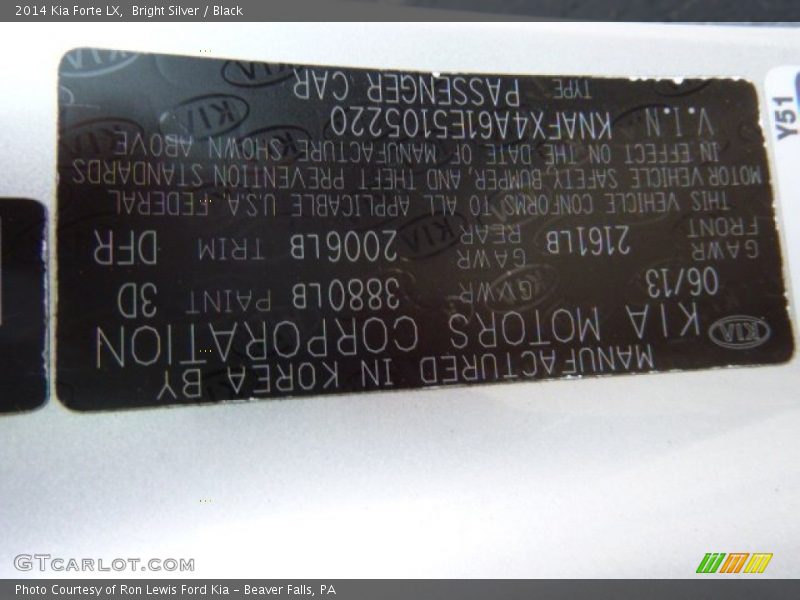 2014 Kia Forte LX, Bright Silver / Black
MANUFACTURED IN KOREA BY
KIA KIA MOTORS CORPORATION
06/13 GVWR 3880LB PAINT 3D
GAWR FRONT 2161LB GAWR REAR 2006LB TRIM DFR
THIS VEHICLE CONFORMS TO ALL APPLICABLE U.S.A. FEDERAL
MOTOR VEHICLE SAFETY, BUMPER, AND THEFT PREVENTION STANDARDS
IN EFFECT ON THE DATE OF MANUFACTURE SHOWN ABOVE
V.I.N. KNAFX4A61E5105220
TYPE PASSENGER CAR
Y51
GTCARLOT.COM
Photo Courtesy of Ron Lewis Ford Kia – Beaver Falls, PA